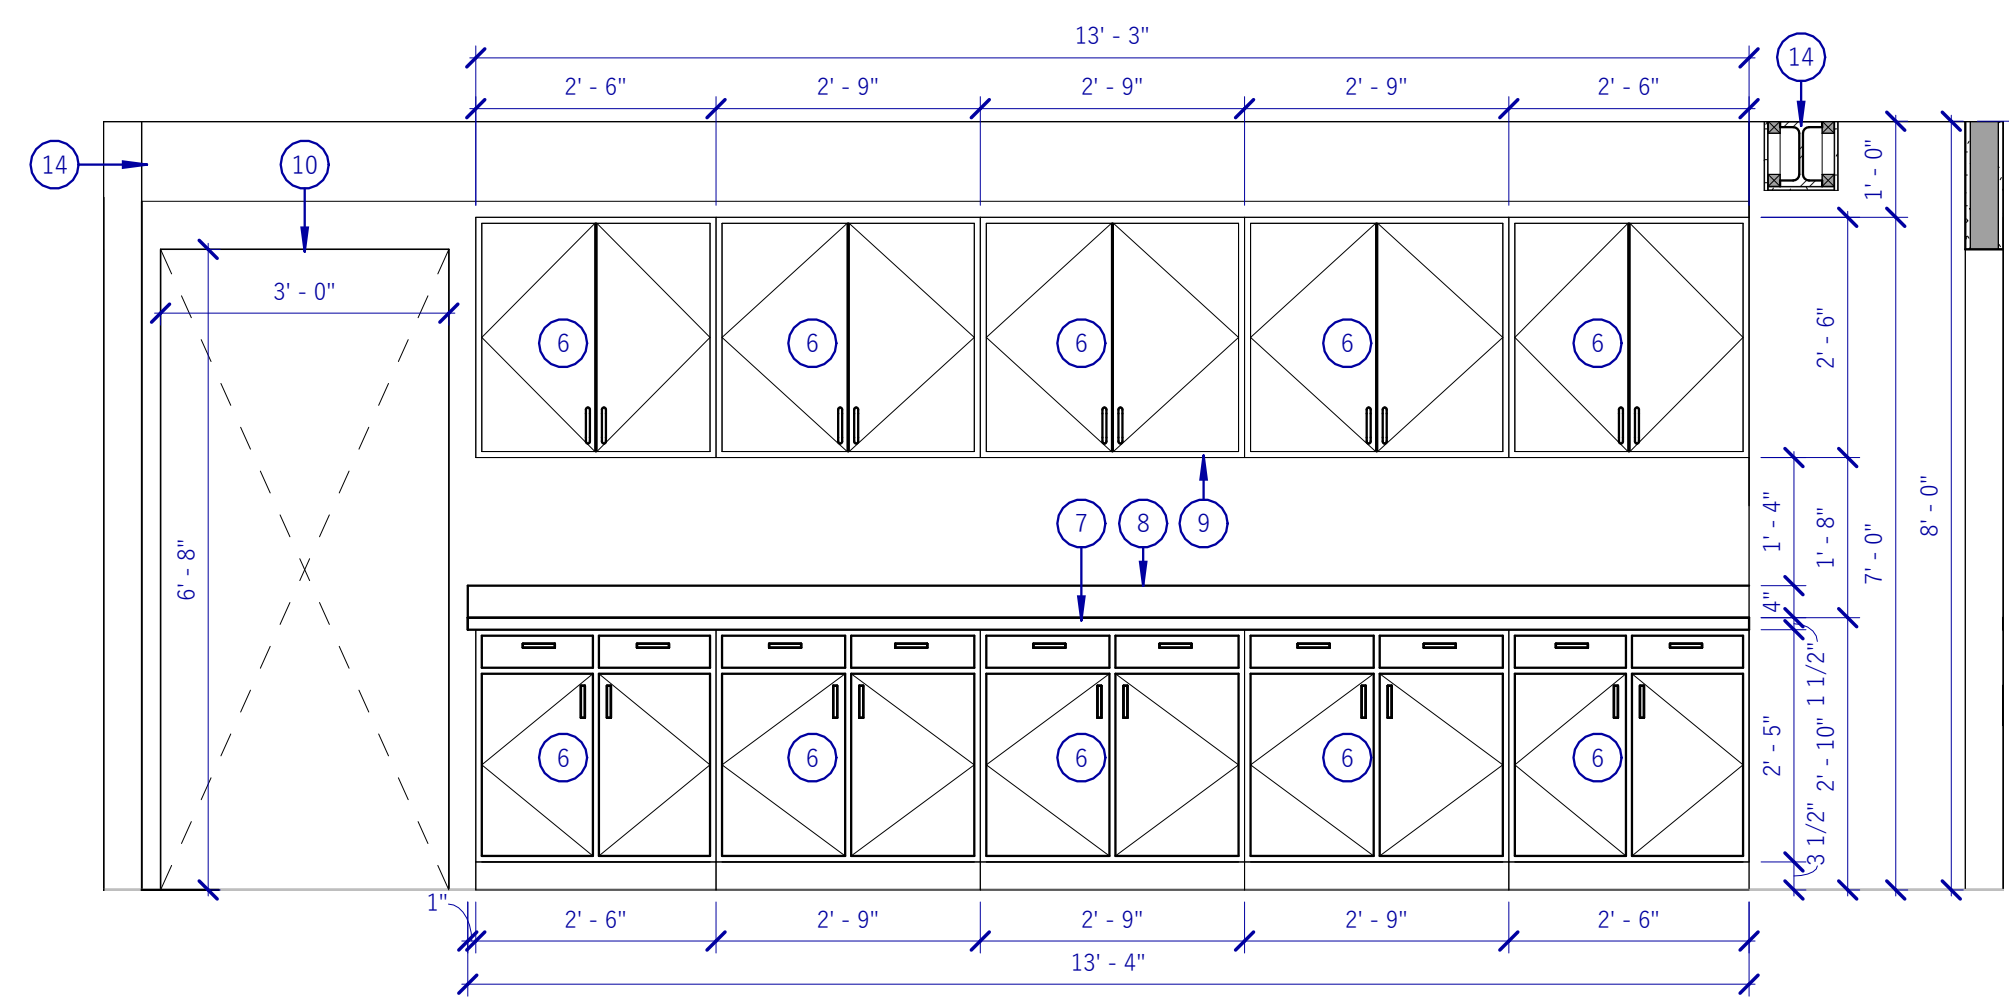 13' - 3"
14
2' - 6" 2' - 9" 2' - 9" 2' - 9" 2' - 6"
14
10
1' - 0"
3' - 0"
6 6 6 6 6
2' - 6"
7 8 9
6' - 8"
1' - 4"
1' - 8"
7' - 0"
8' - 0"
4"
1 1/2"
6 6 6 6 6
2' - 5"
2' - 10"
3 1/2"
1"
2' - 6" 2' - 9" 2' - 9" 2' - 9" 2' - 6"
13' - 4"